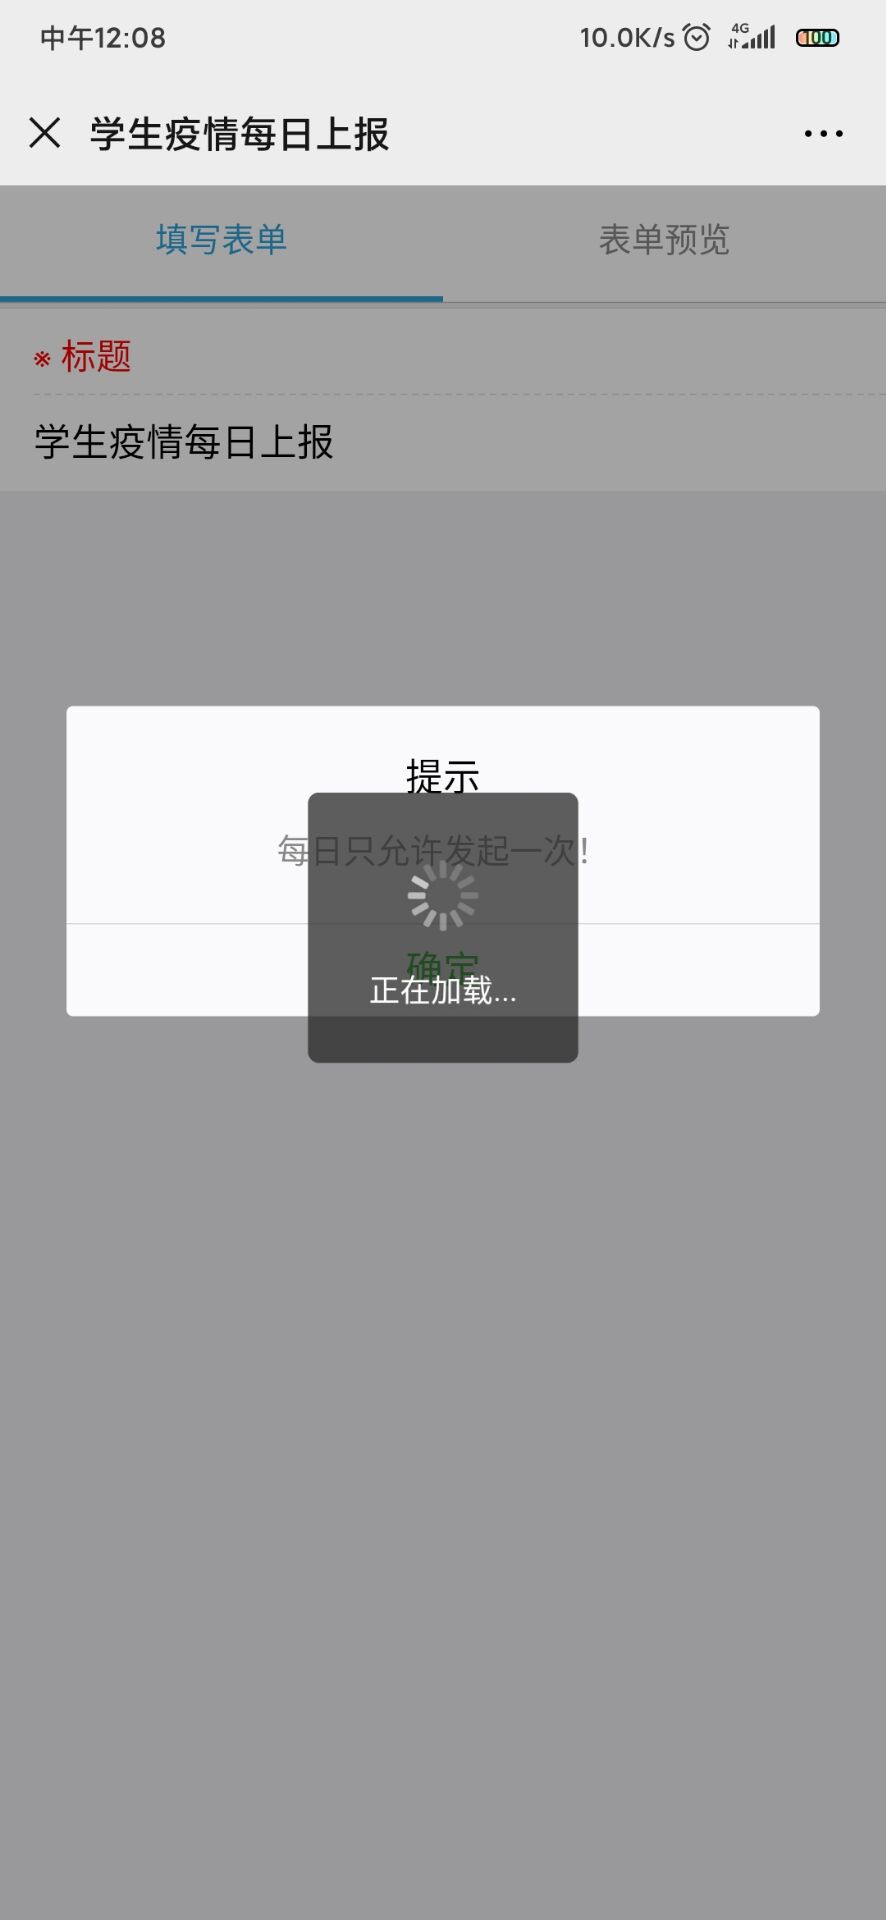 中午12:08
10.0K/s 4G 100
学生疫情每日上报
填写表单 表单预览
※ 标题
学生疫情每日上报
提示
每日只允许发起一次!
确定
正在加载...